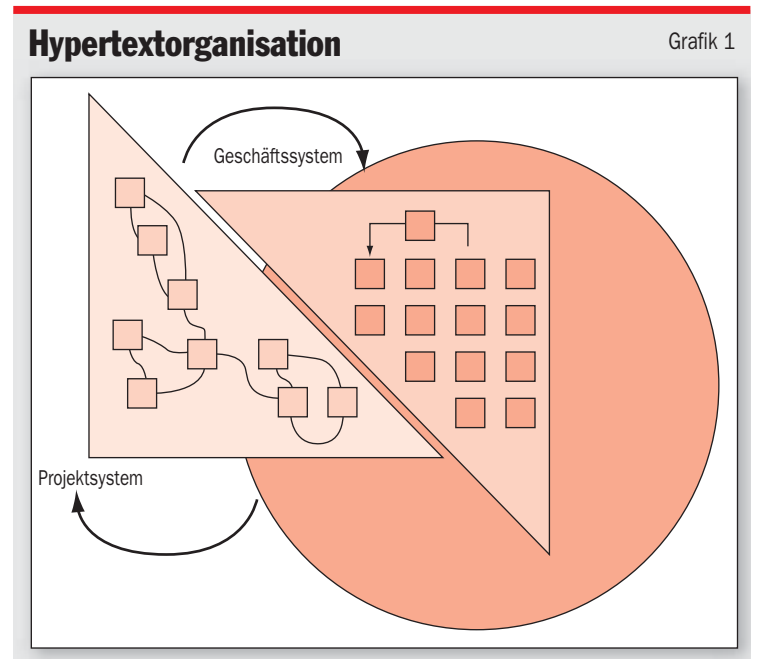 Hypertextorganisation
Grafik 1
Geschäftssystem
Projektsystem